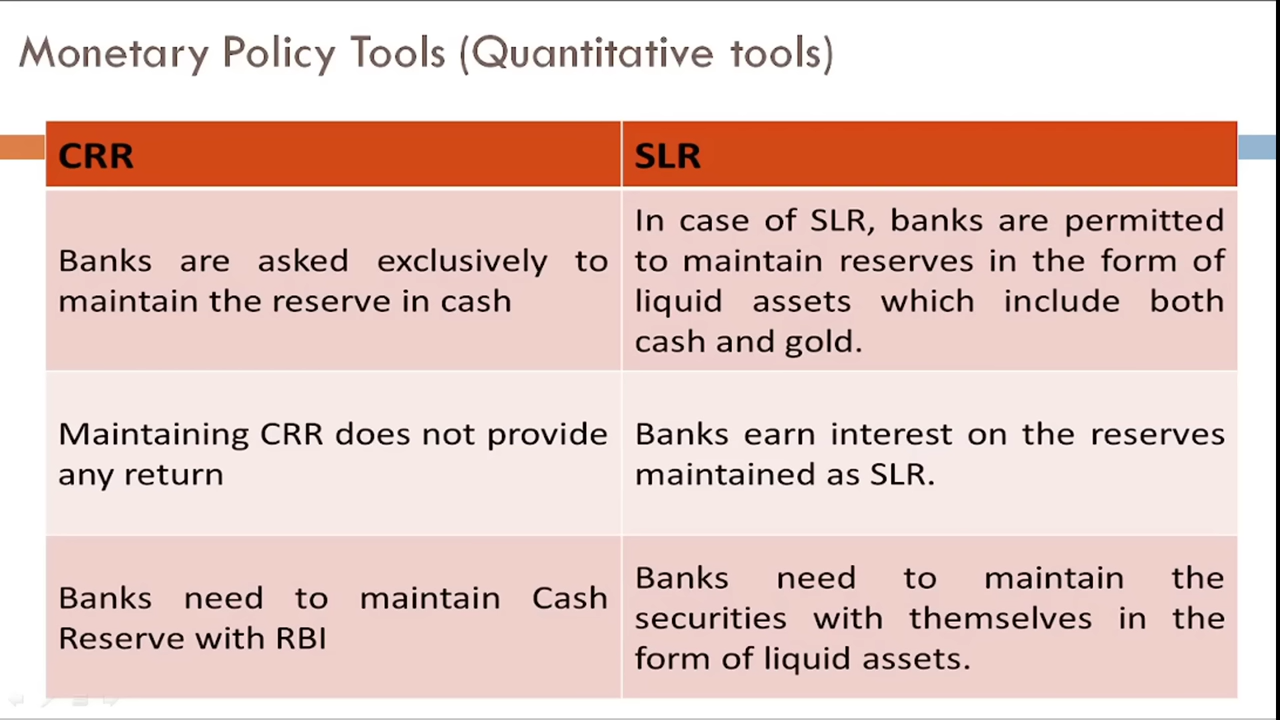 Monetary Policy Tools (Quantitative tools)
CRR
SLR
Banks are asked exclusively to
maintain the reserve in cash
In case of SLR, banks are permitted
to maintain reserves in the form of
liquid assets which include both
cash and gold.
Maintaining CRR does not provide
any return
Banks earn interest on the reserves
maintained as SLR.
Banks need to maintain Cash
Reserve with RBI
Banks need to maintain the
securities with themselves in the
form of liquid assets.